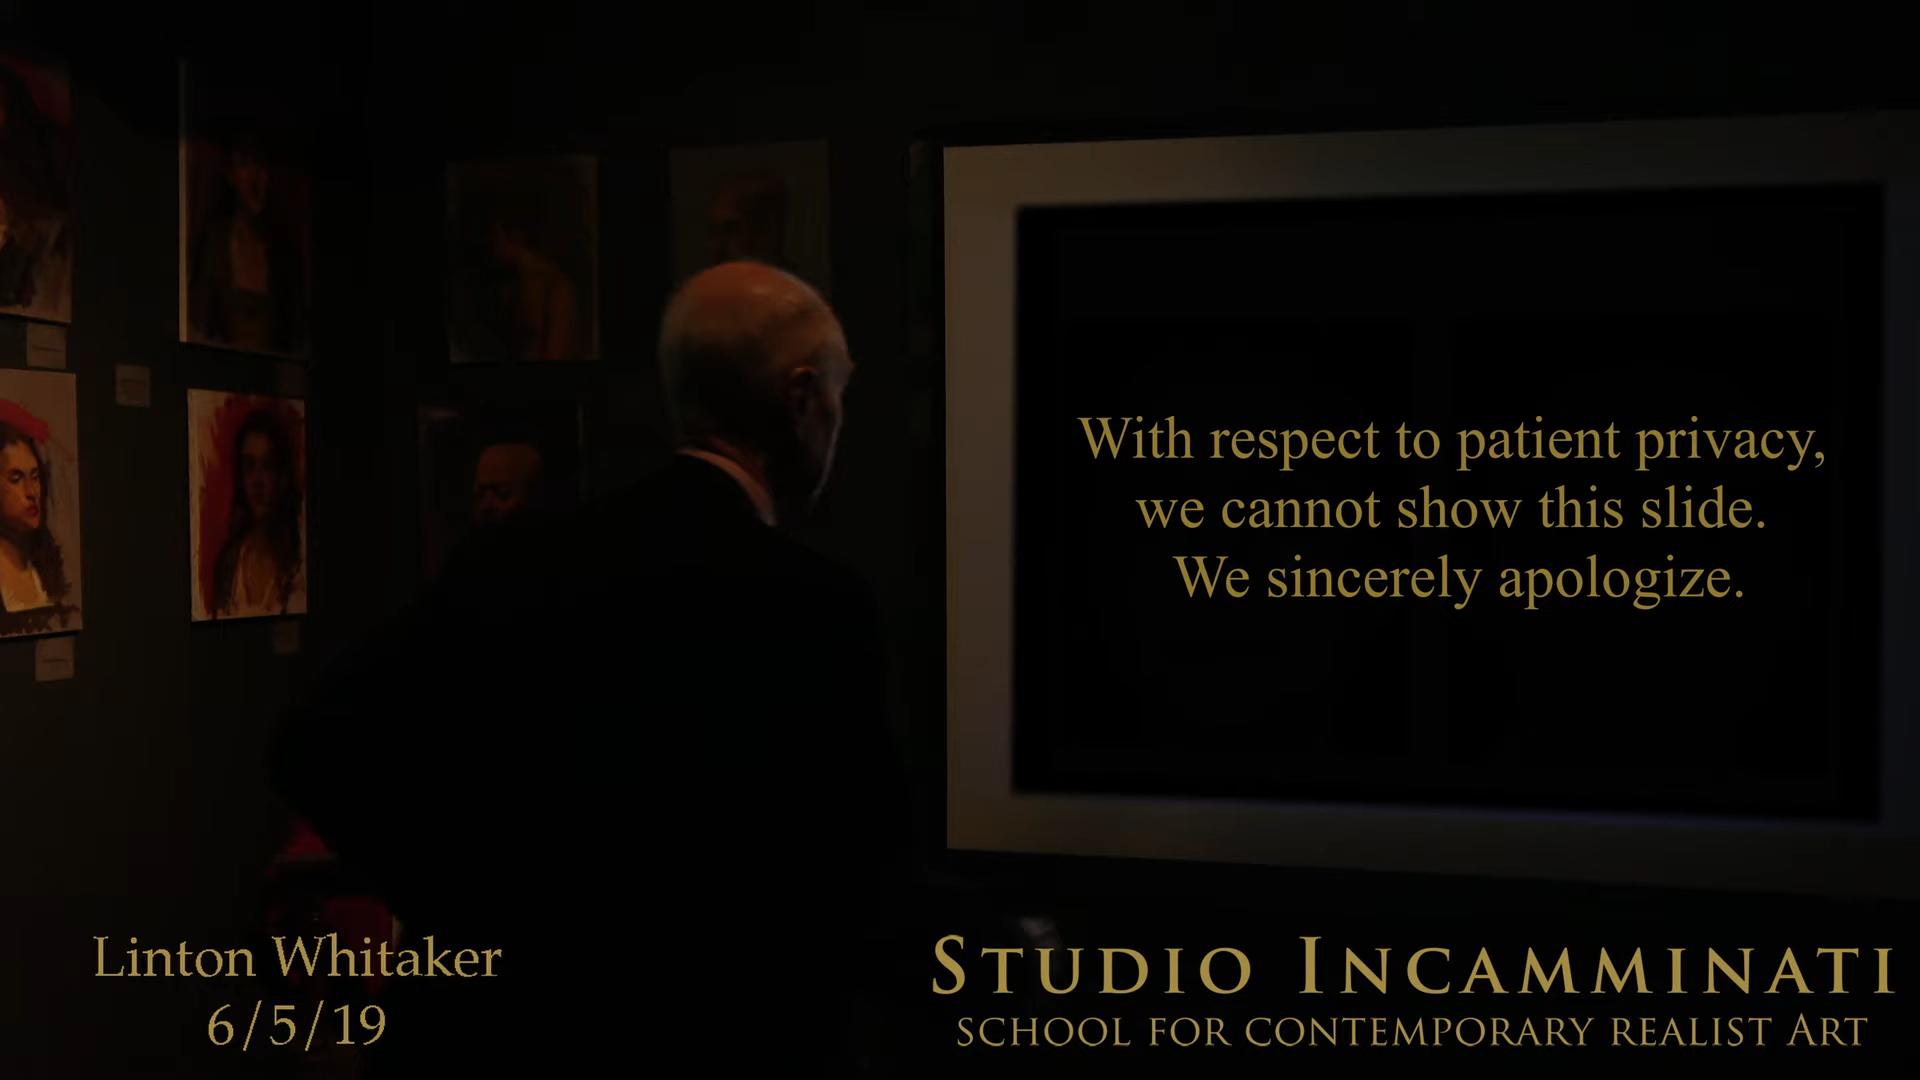 With respect to patient privacy,
we cannot show this slide.
We sincerely apologize.
Linton Whitaker
6/5/19
STUDIO INCAMMINATI
SCHOOL FOR CONTEMPORARY REALIST ART